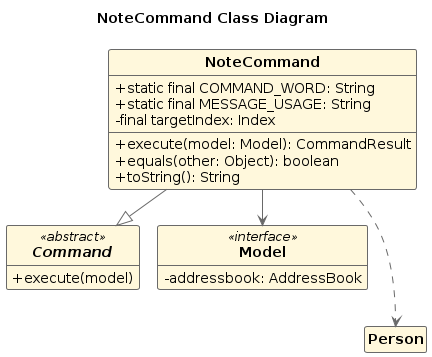 NoteCommand Class Diagram
NoteCommand
+static final COMMAND_WORD: String
+static final MESSAGE_USAGE: String
-final targetIndex: Index
+execute(model: Model): CommandResult
+equals(other: Object): boolean
+toString(): String
«abstract»
Command
+execute(model)
«interface»
Model
-addressbook: AddressBook
Person